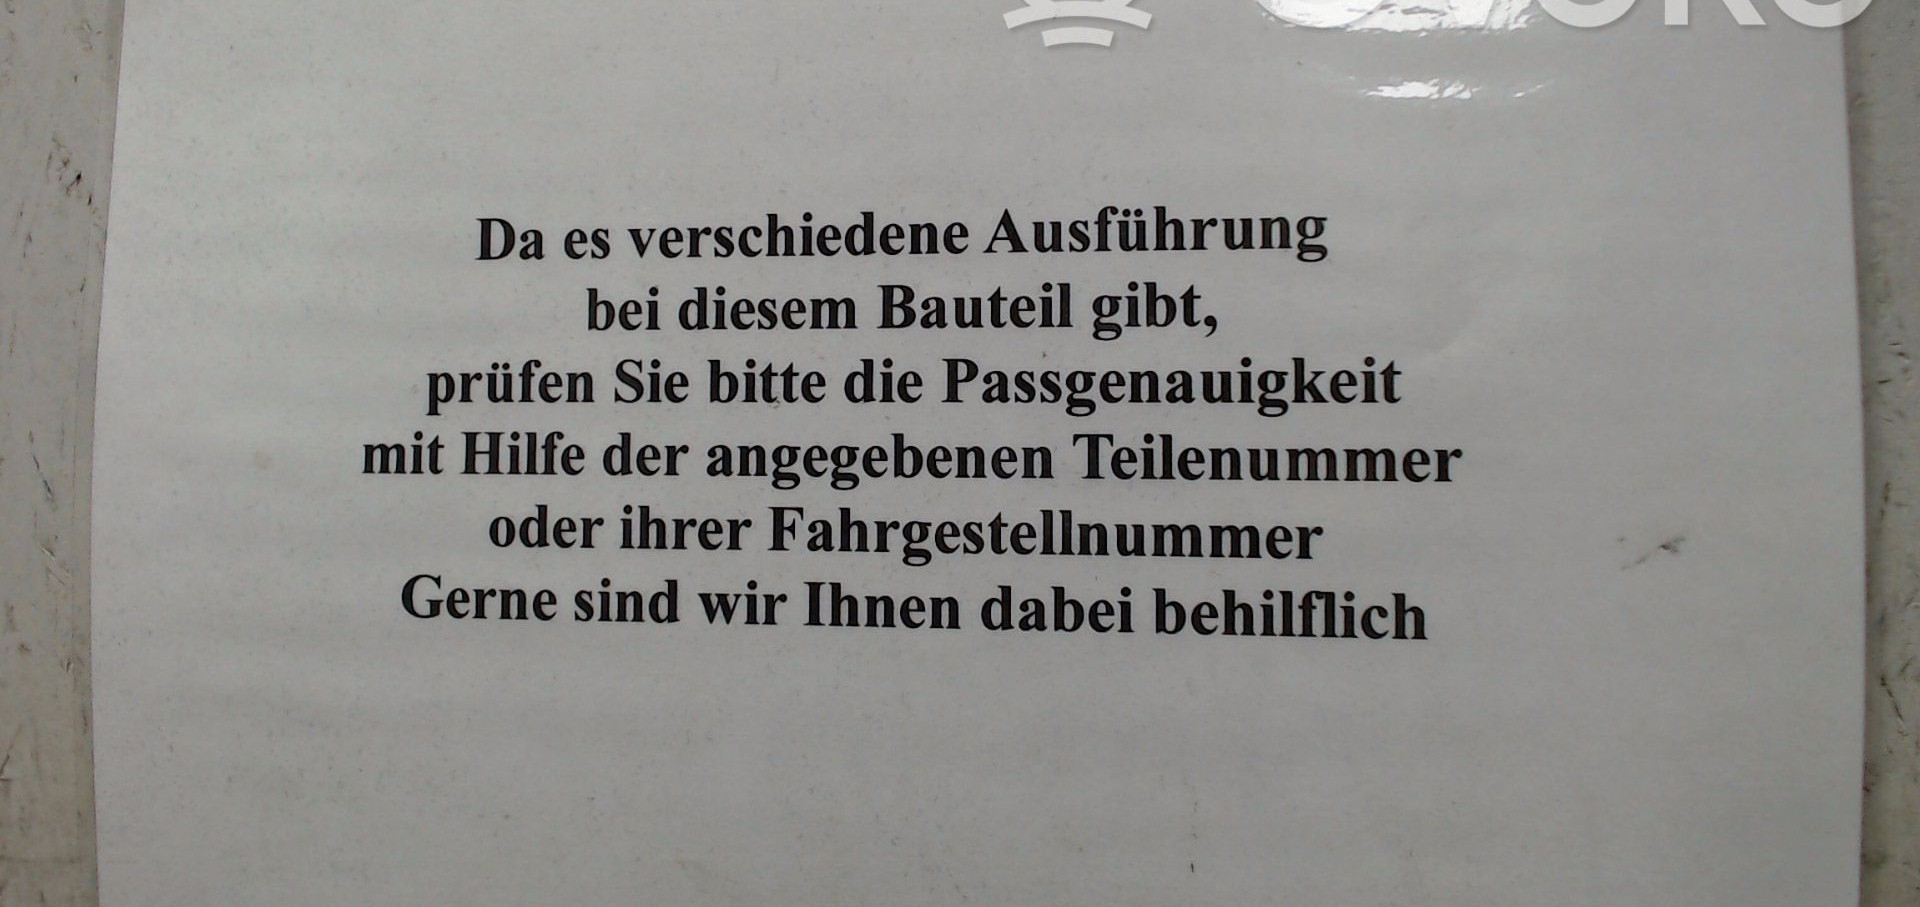 Da es verschiedene Ausführung
bei diesem Bauteil gibt,
prüfen Sie bitte die Passgenauigkeit
mit Hilfe der angegebenen Teilenummer
oder ihrer Fahrgestellnummer
Gerne sind wir Ihnen dabei behilflich